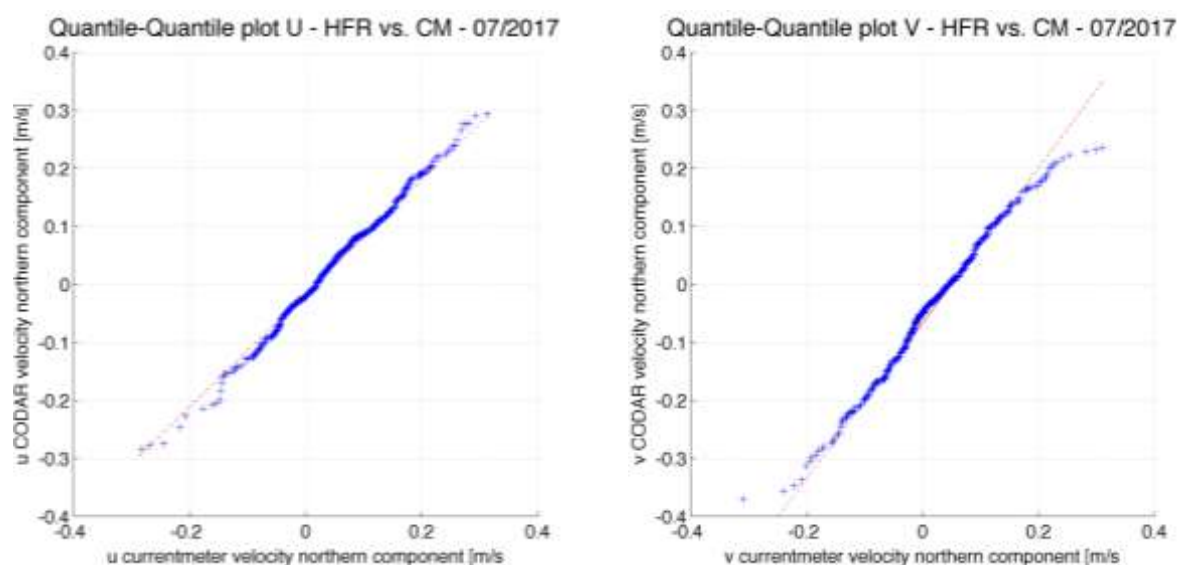 Quantile-Quantile plot U - HFR vs. CM - 07/2017
0.4
0.3
0.2
0.1
0
-0.1
-0.2
-0.3
-0.4
-0.4 -0.2 0 0.2 0.4
u CODAR velocity northern component [m/s]
u currentmeter velocity northern component [m/s
Quantile-Quantile plot V - HFR vs. CM - 07/2017
0.4
0.3
0.2
0.1
0
-0.1
-0.2
-0.3
-0.4
-0.4 -0.2 0 0.2 0.4
v CODAR velocity northern component [m/s]
v currentmeter velocity northern component [m/s